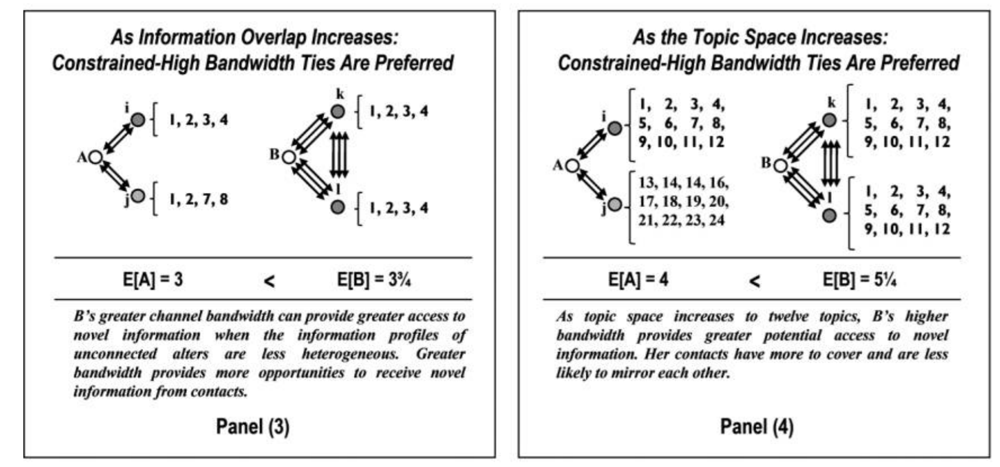 As Information Overlap Increases:
Constrained-High Bandwidth Ties Are Preferred
i
1, 2, 3, 4
A
j
1, 2, 7, 8
k
1, 2, 3, 4
B
l
1, 2, 3, 4
E[A] = 3 < E[B] = 3¾
B's greater channel bandwidth can provide greater access to
novel information when the information profiles of
unconnected alters are less heterogeneous. Greater
bandwidth provides more opportunities to receive novel
information from contacts.
Panel (3)
As the Topic Space Increases:
Constrained-High Bandwidth Ties Are Preferred
i
1, 2, 3, 4,
5, 6, 7, 8,
9, 10, 11, 12
A
j
13, 14, 14, 16,
17, 18, 19, 20,
21, 22, 23, 24
k
1, 2, 3, 4,
5, 6, 7, 8,
9, 10, 11, 12
B
l
1, 2, 3, 4,
5, 6, 7, 8,
9, 10, 11, 12
E[A] = 4 < E[B] = 5¼
As topic space increases to twelve topics, B's higher
bandwidth provides greater potential access to novel
information. Her contacts have more to cover and are less
likely to mirror each other.
Panel (4)